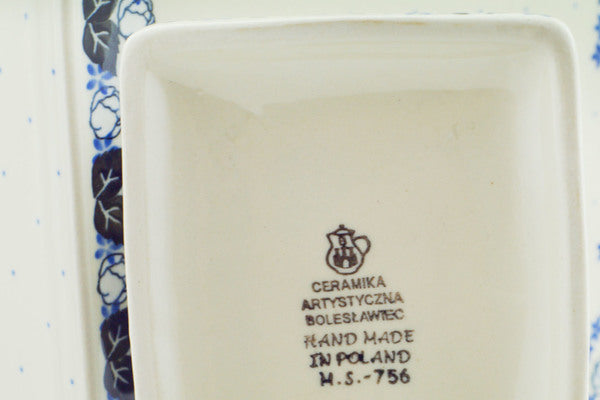 CERAMIKA
ARTYSTYCZNA
BOLESŁAWIEC
HAND MADE
IN POLAND
M.S.-756